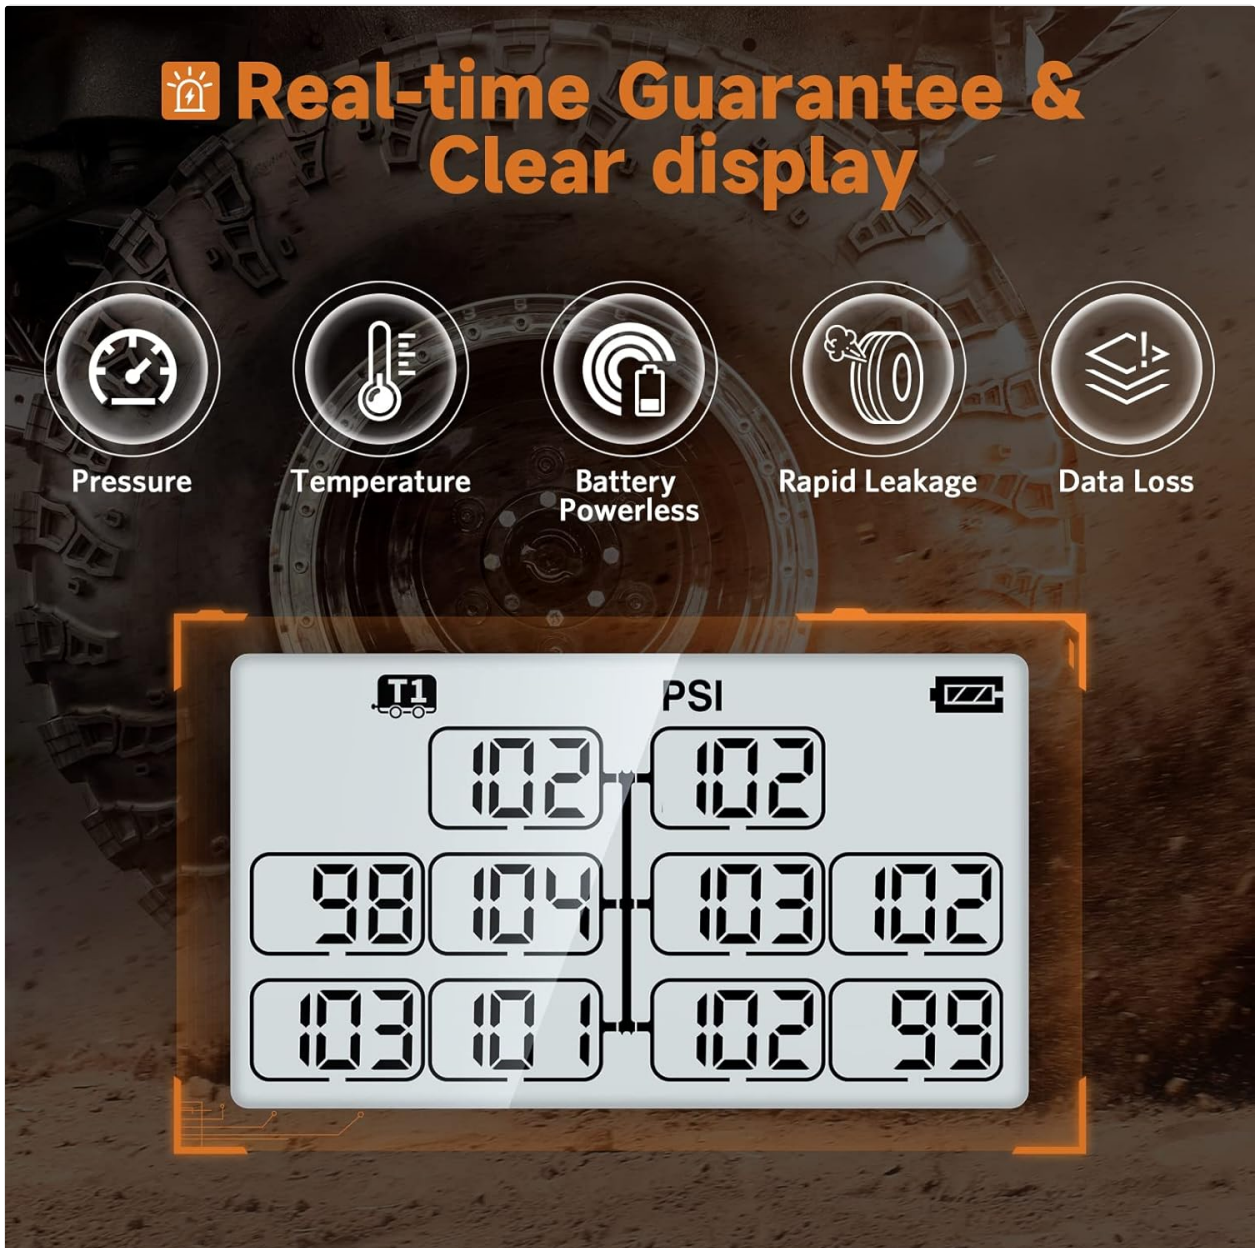 Real-time Guarantee &
Clear display
Pressure
Temperature
Battery
Powerless
Rapid Leakage
Data Loss
T1
PSI
102 102
98 104 103 102
103 101 102 99